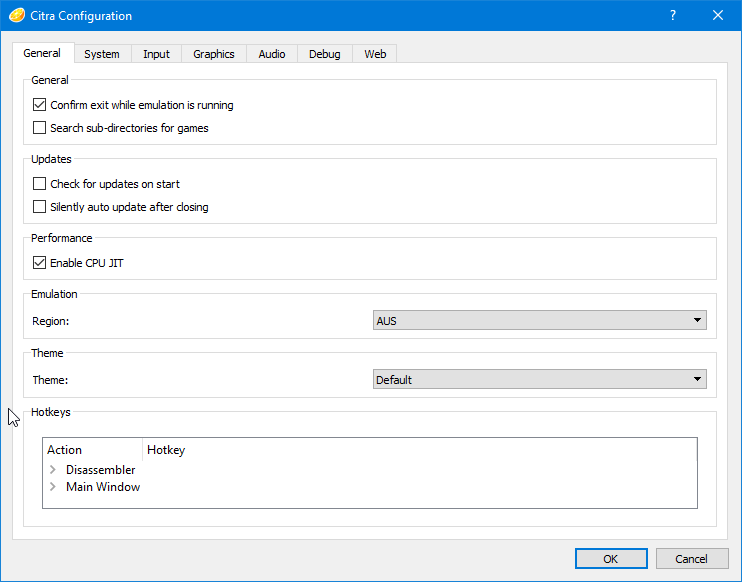 Citra Configuration
?
General System Input Graphics Audio Debug Web
General
Confirm exit while emulation is running
Search sub-directories for games
Updates
Check for updates on start
Silently auto update after closing
Performance
Enable CPU JIT
Emulation
Region: AUS
Theme
Theme: Default
Hotkeys
Action Hotkey
Disassembler
Main Window
OK Cancel